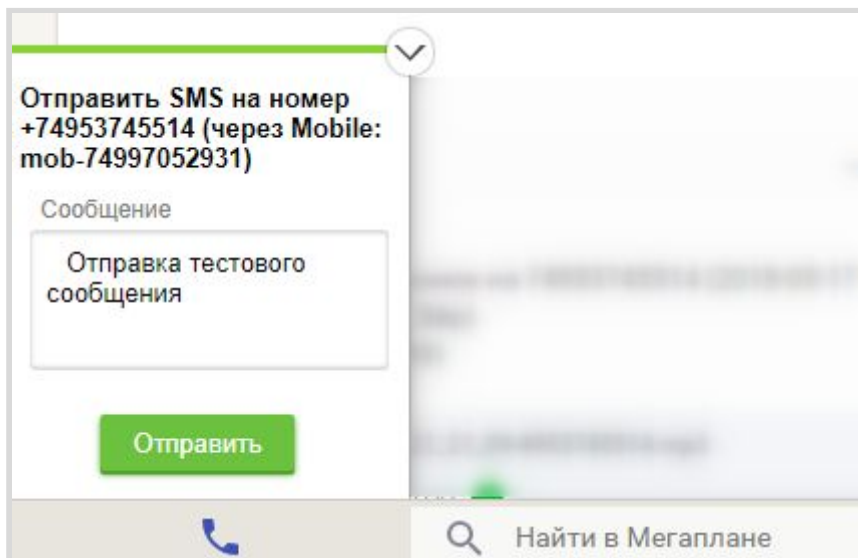 Отправить SMS на номер
+74953745514 (через Mobile:
mob-74997052931)
Сообщение
Отправка тестового
сообщения
Отправить
Найти в Мегаплане